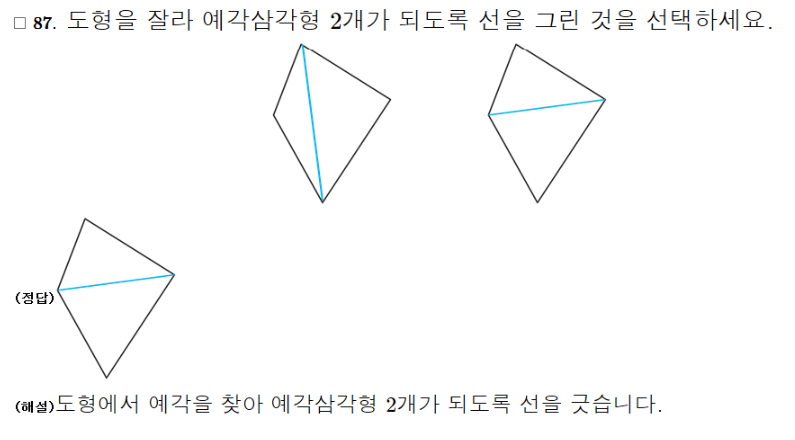 □ 87. 도형을 잘라 예각삼각형 2개가 되도록 선을 그린 것을 선택하세요.
(정답)
(해설)도형에서 예각을 찾아 예각삼각형 2개가 되도록 선을 긋습니다.